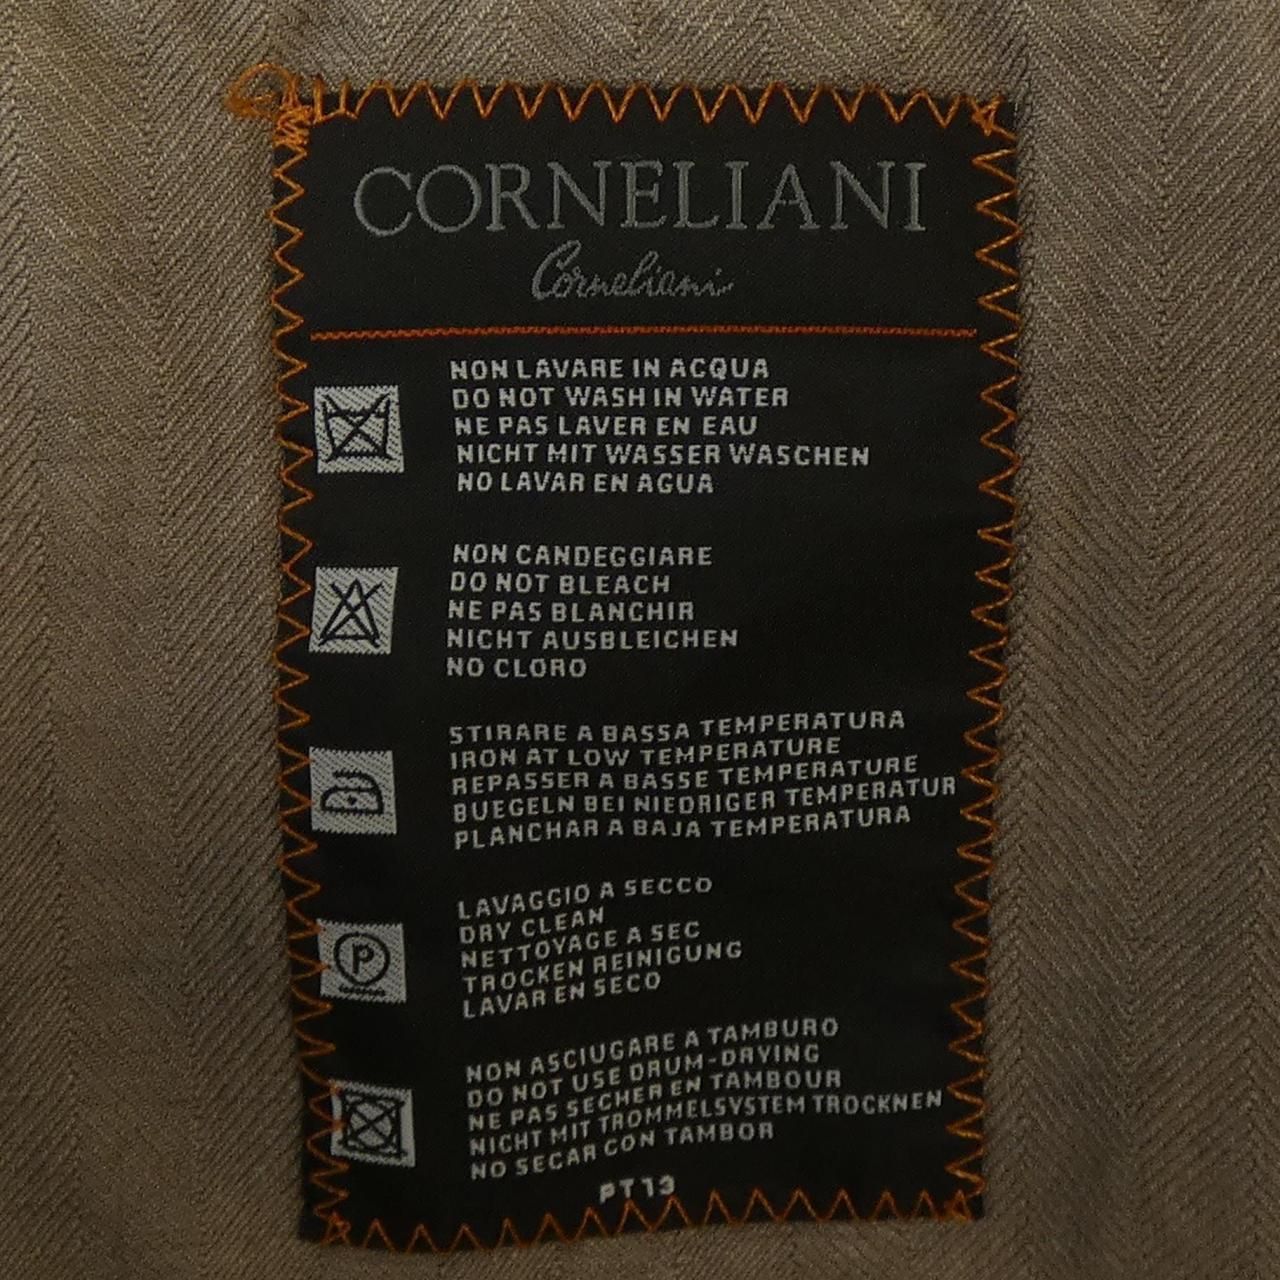 CORNELIANI
Corneliani
NON LAVARE IN ACQUA
DO NOT WASH IN WATER
NE PAS LAVER EN EAU
NICHT MIT WASSER WASCHEN
NO LAVAR EN AGUA
NON CANDEGGIARE
DO NOT BLEACH
NE PAS BLANCHIR
NICHT AUSBLEICHEN
NO CLORO
STIRARE A BASSA TEMPERATURA
IRON AT LOW TEMPERATURE
REPASSER A BASSE TEMPERATURE
BUEGELN BEI NIEDRIGER TEMPERATUR
PLANCHAR A BAJA TEMPERATURA
P
LAVAGGIO A SECCO
DRY CLEAN
NETTOYAGE A SEC
TROCKEN REINIGUNG
LAVAR EN SECO
NON ASCIUGARE A TAMBURO
DO NOT USE DRUM-DRYING
NE PAS SECHER EN TAMBOUR
NICHT MIT TROMMELSYSTEM TROCKNEN
NO SECAR CON TAMBOR
PT13